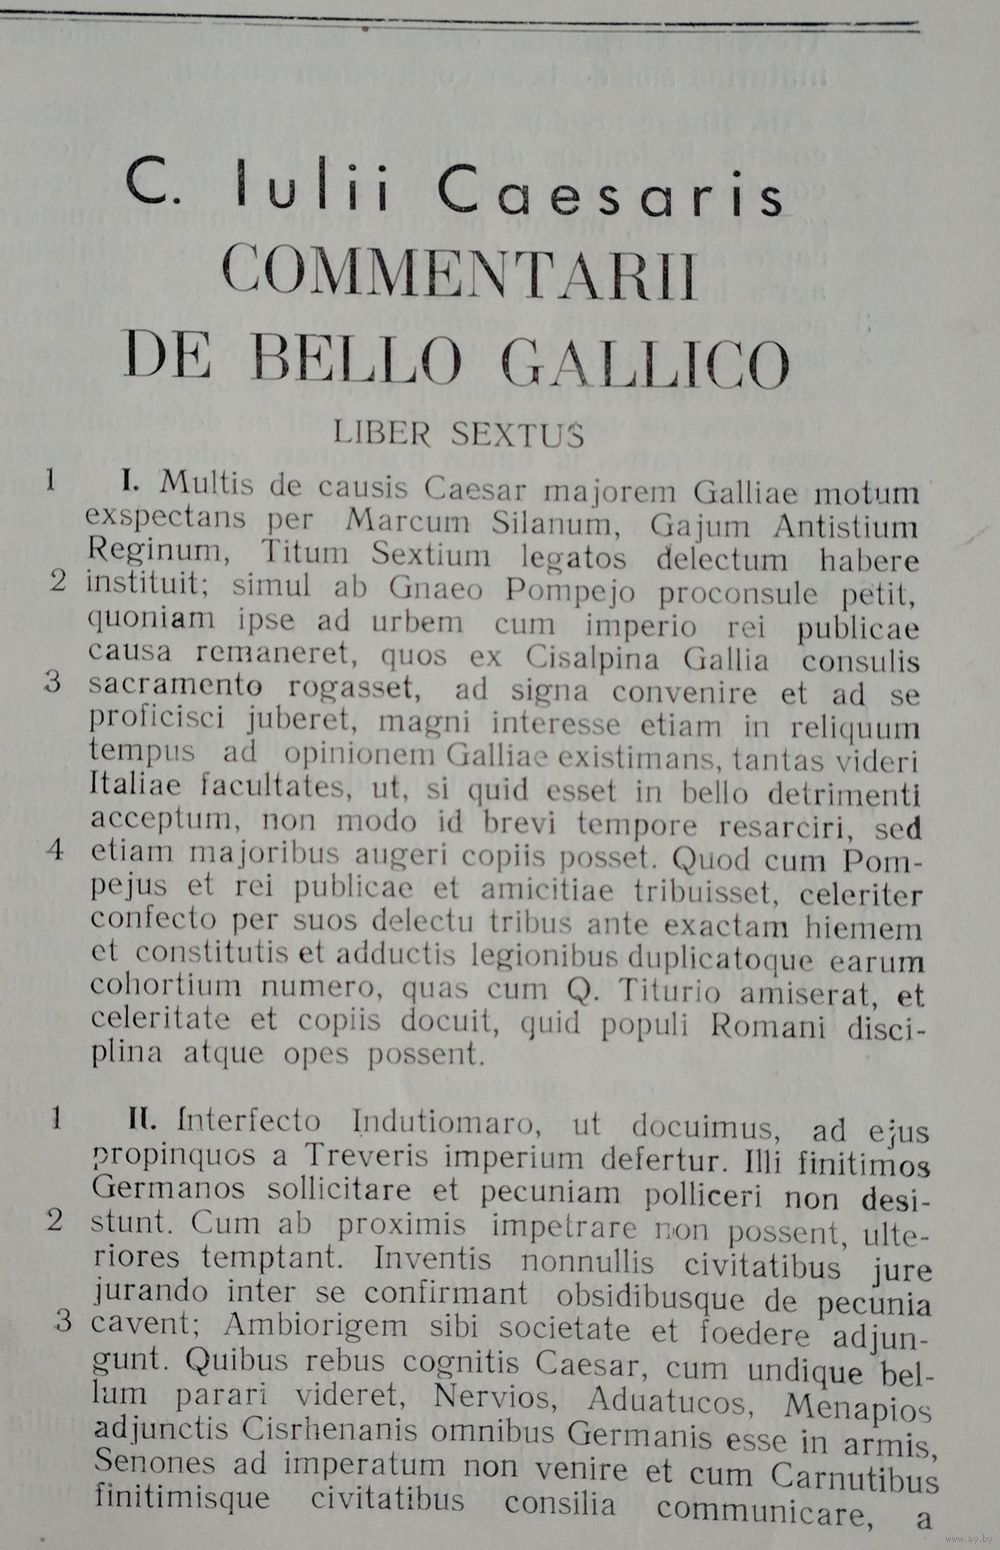 C. Iulii Caesaris
COMMENTARII
DE BELLO GALLICO
LIBER SEXTUS
1 I. Multis de causis Caesar majorem Galliae motum
exspectans per Marcum Silanum, Gajum Antistium
Reginum, Titum Sextium legatos delectum habere
2 instituit; simul ab Gnaeo Pompejo proconsule petit,
quoniam ipse ad urbem cum imperio rei publicae
causa remaneret, quos ex Cisalpina Gallia consulis
3 sacramento rogasset, ad signa convenire et ad se
proficisci juberet, magni interesse etiam in reliquum
tempus ad opinionem Galliae existimans, tantas videri
Italiae facultates, ut, si quid esset in bello detrimenti
acceptum, non modo id brevi tempore resarciri, sed
4 etiam majoribus augeri copiis posset. Quod cum Pom-
pejus et rei publicae et amicitiae tribuisset, celeriter
confecto per suos delectu tribus ante exactam hiemem
et constitutis et adductis legionibus duplicatoque earum
cohortium numero, quas cum Q. Titurio amiserat, et
celeritate et copiis docuit, quid populi Romani disci-
plina atque opes possent.
1 II. Interfecto Indutiomaro, ut docuimus, ad ejus
propinquos a Treveris imperium defertur. Illi finitimos
Germanos sollicitare et pecuniam polliceri non desi-
2 stunt. Cum ab proximis impetrare non possent, ulte-
riores temptant. Inventis nonnullis civitatibus jure
jurando inter se confirmant obsidibusque de pecunia
3 cavent; Ambiorigem sibi societate et foedere adjun-
gunt. Quibus rebus cognitis Caesar, cum undique bel-
lum parari videret, Nervios, Aduatucos, Menapios
adjunctis Cisrhenanis omnibus Germanis esse in armis,
Senones ad imperatum non venire et cum Carnutibus
finitimisque civitatibus consilia communicare, a
www.ay.by